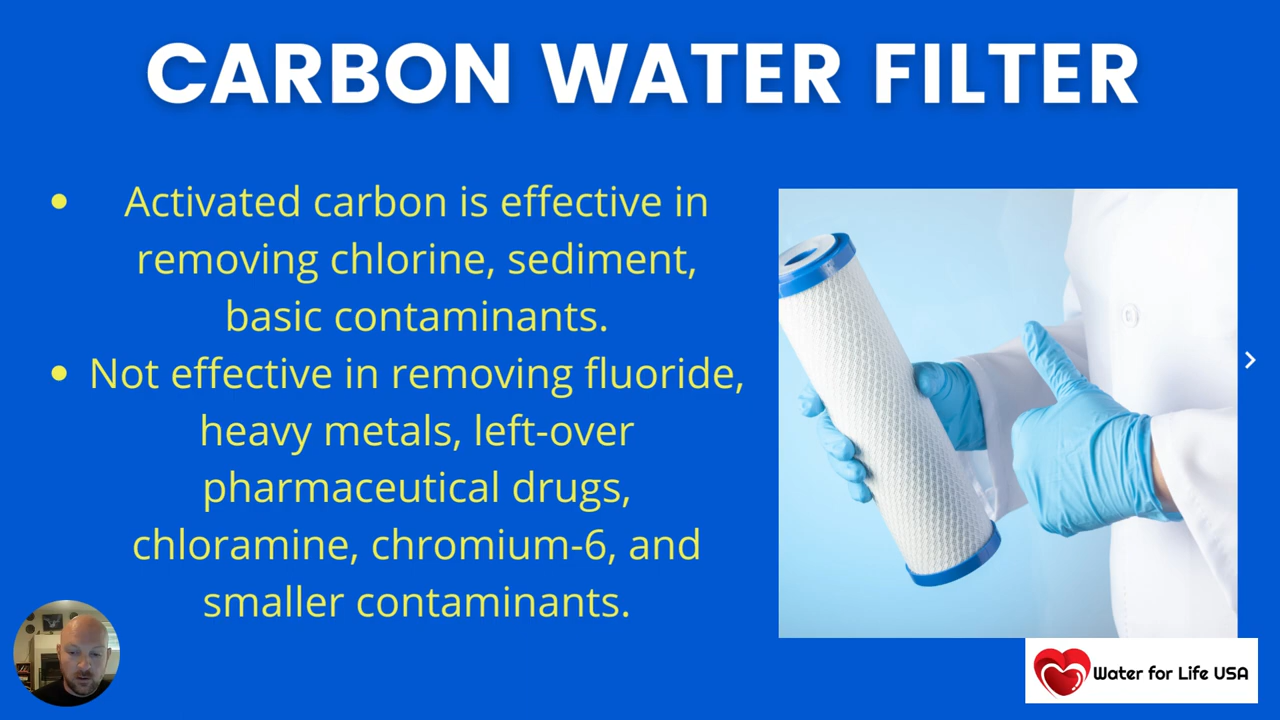 CARBON WATER FILTER
Activated carbon is effective in
removing chlorine, sediment,
basic contaminants.
Not effective in removing fluoride,
heavy metals, left-over
pharmaceutical drugs,
chloramine, chromium-6, and
smaller contaminants.
Water for Life USA